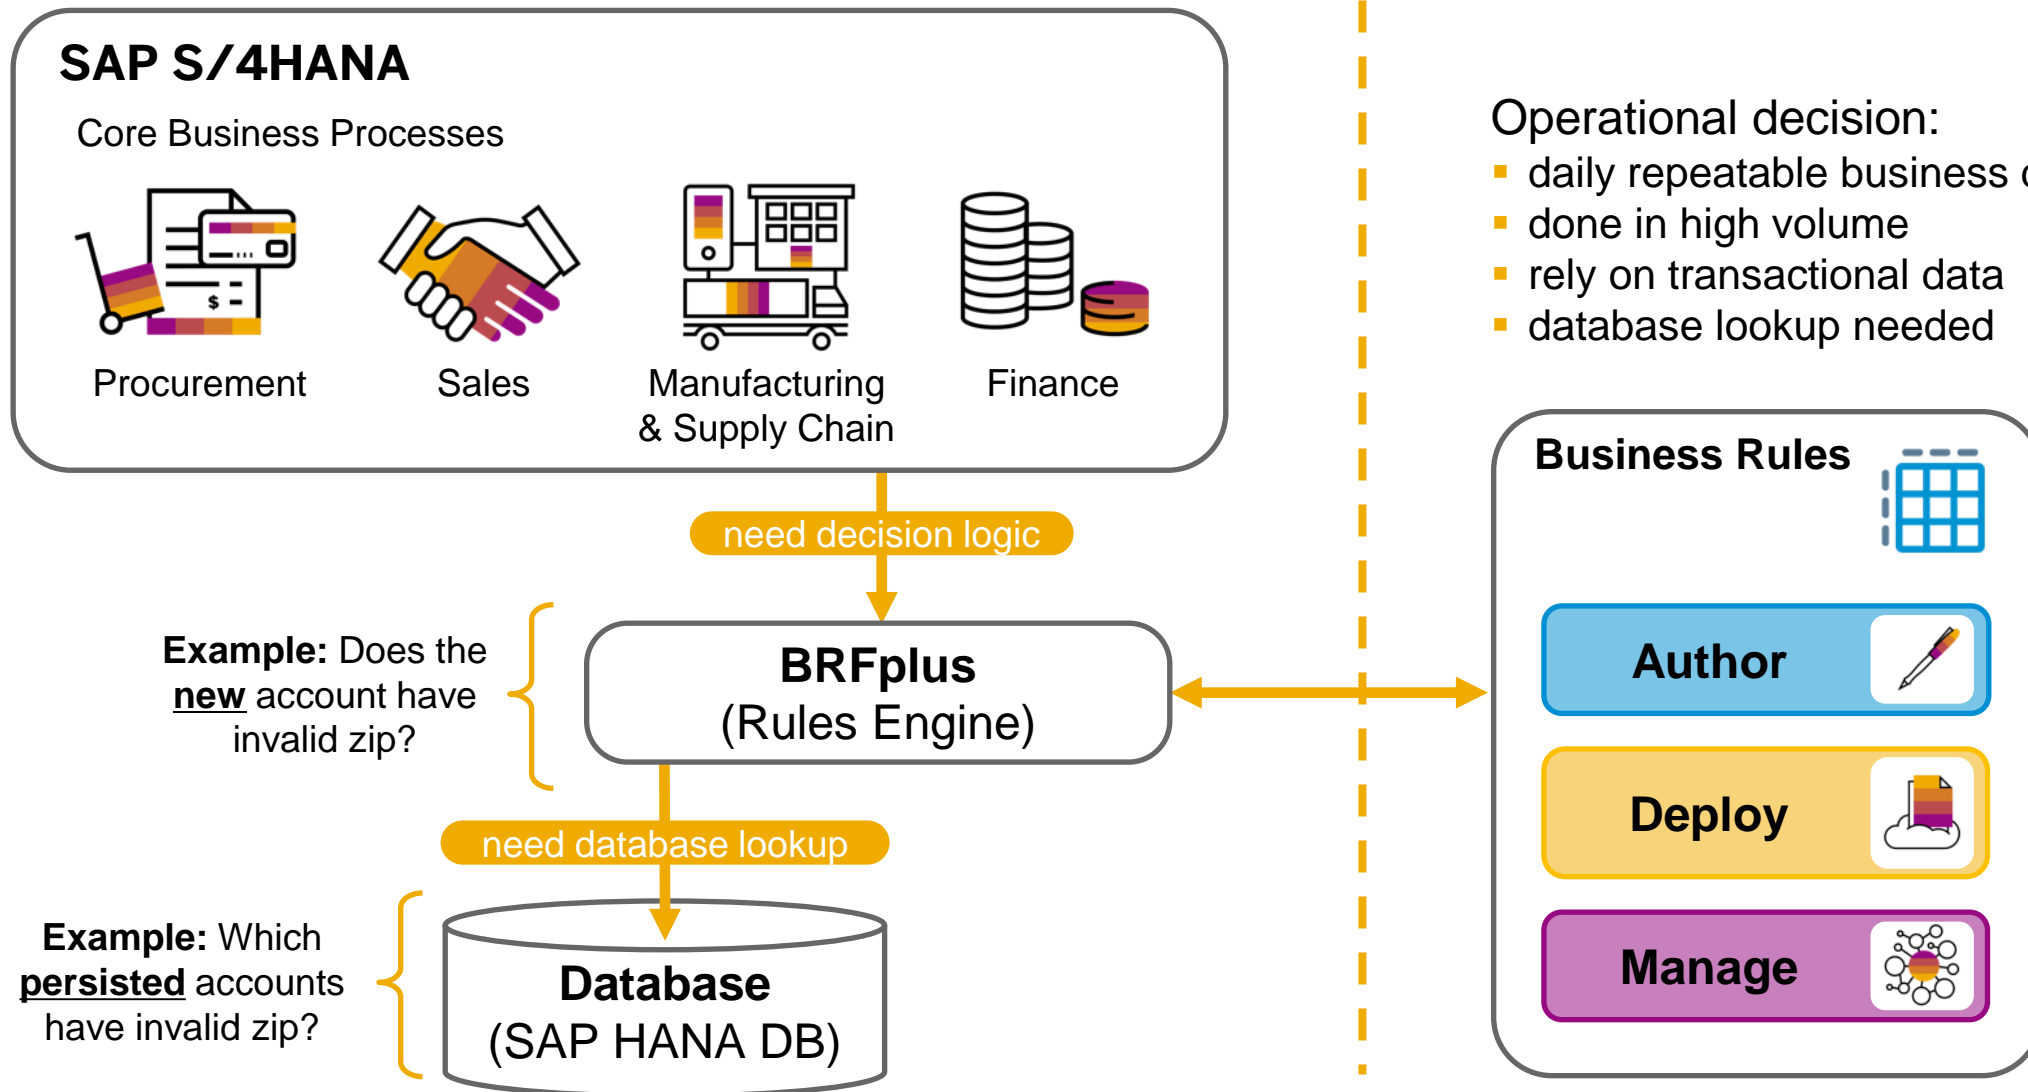 SAP S/4HANA
Core Business Processes
$
Procurement
Sales
Manufacturing
& Supply Chain
Finance
need decision logic
Example: Does the
new account have
invalid zip?
BRFplus
(Rules Engine)
need database lookup
Example: Which
persisted accounts
have invalid zip?
Database
(SAP HANA DB)
Operational decision:
▪ daily repeatable business
▪ done in high volume
▪ rely on transactional data
▪ database lookup needed
Business Rules
Author
Deploy
Manage